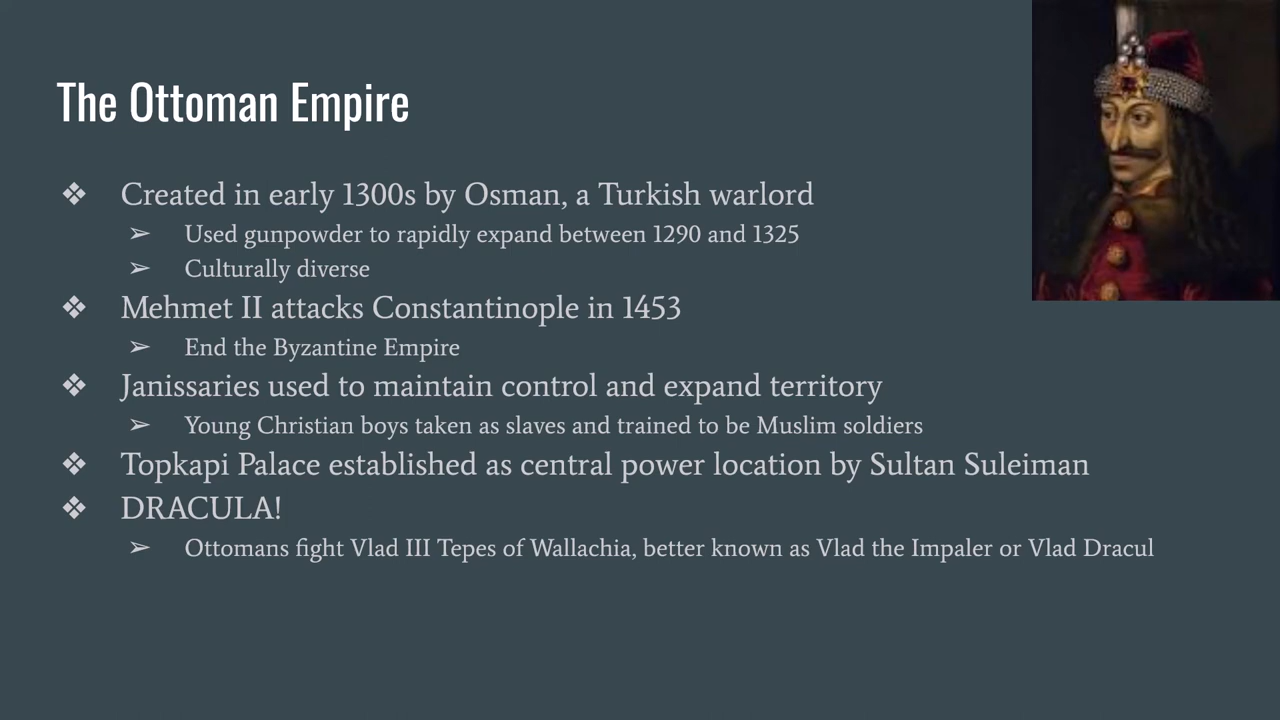 The Ottoman Empire
❖ Created in early 1300s by Osman, a Turkish warlord
➢ Used gunpowder to rapidly expand between 1290 and 1325
➢ Culturally diverse
❖ Mehmet II attacks Constantinople in 1453
➢ End the Byzantine Empire
❖ Janissaries used to maintain control and expand territory
➢ Young Christian boys taken as slaves and trained to be Muslim soldiers
❖ Topkapi Palace established as central power location by Sultan Suleiman
❖ DRACULA!
➢ Ottomans fight Vlad III Tepes of Wallachia, better known as Vlad the Impaler or Vlad Dracul